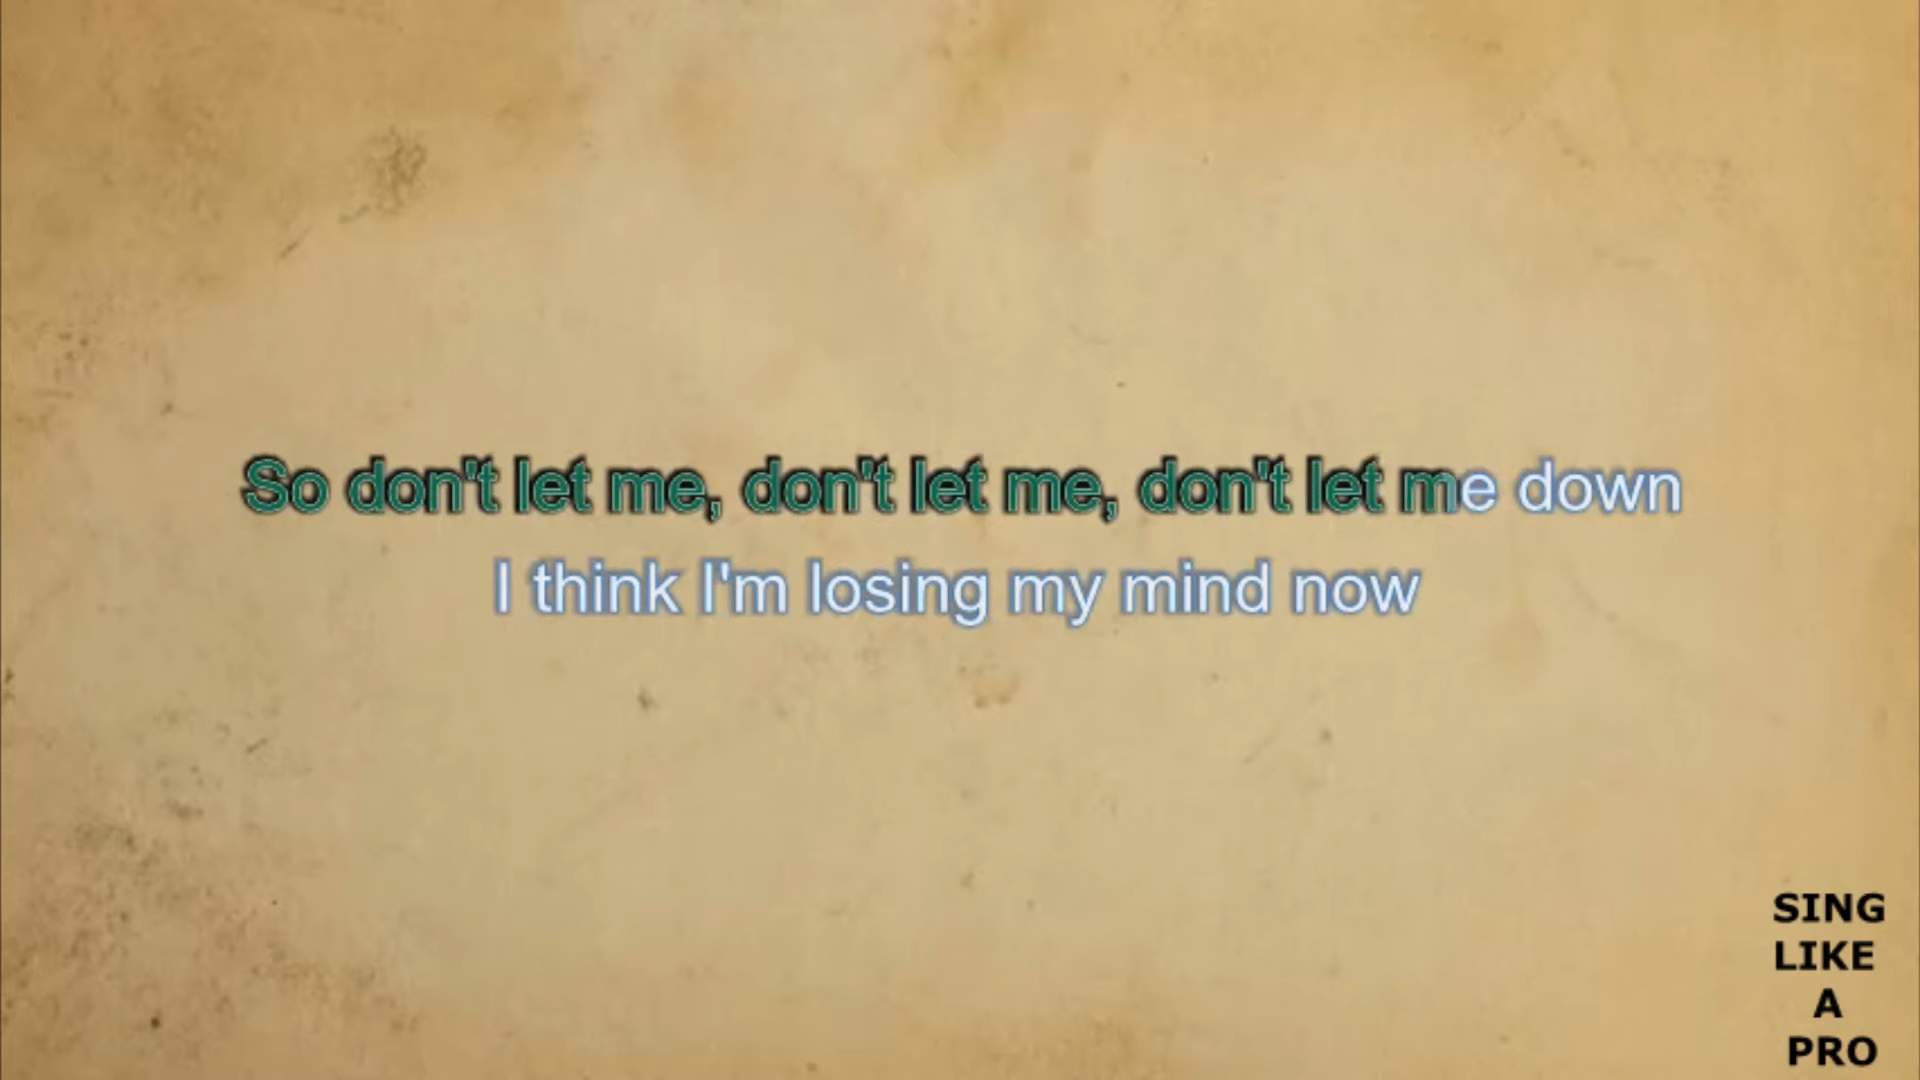 So don't let me, don't let me, don't let me down
I think I'm losing my mind now
SING
LIKE
A
PRO